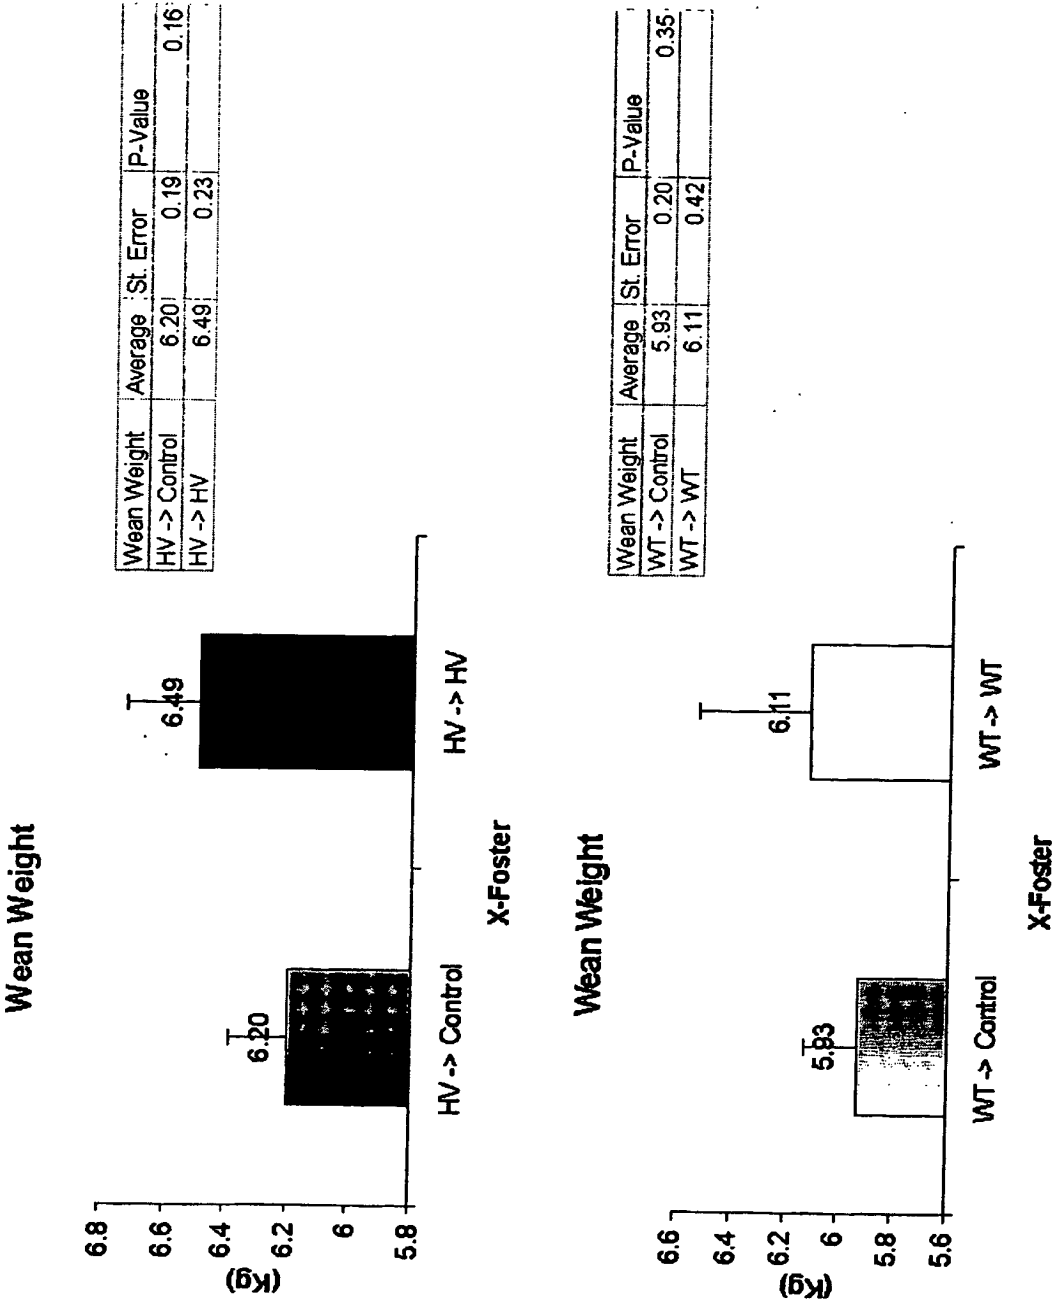 Wean Weight
(Kg)
6.8
6.6
6.4
6.2
6
5.8
6.20
6.49
HV -> Control
HV -> HV
X-Foster
Wean Weight Average St. Error P-Value
HV -> Control 6.20 0.19 0.16
HV -> HV 6.49 0.23
Wean Weight
(Kg)
6.6
6.4
6.2
6
5.8
5.6
5.93
6.11
WT -> Control
WT -> WT
X-Foster
Wean Weight Average St. Error P-Value
WT -> Control 5.93 0.20 0.35
WT -> WT 6.11 0.42